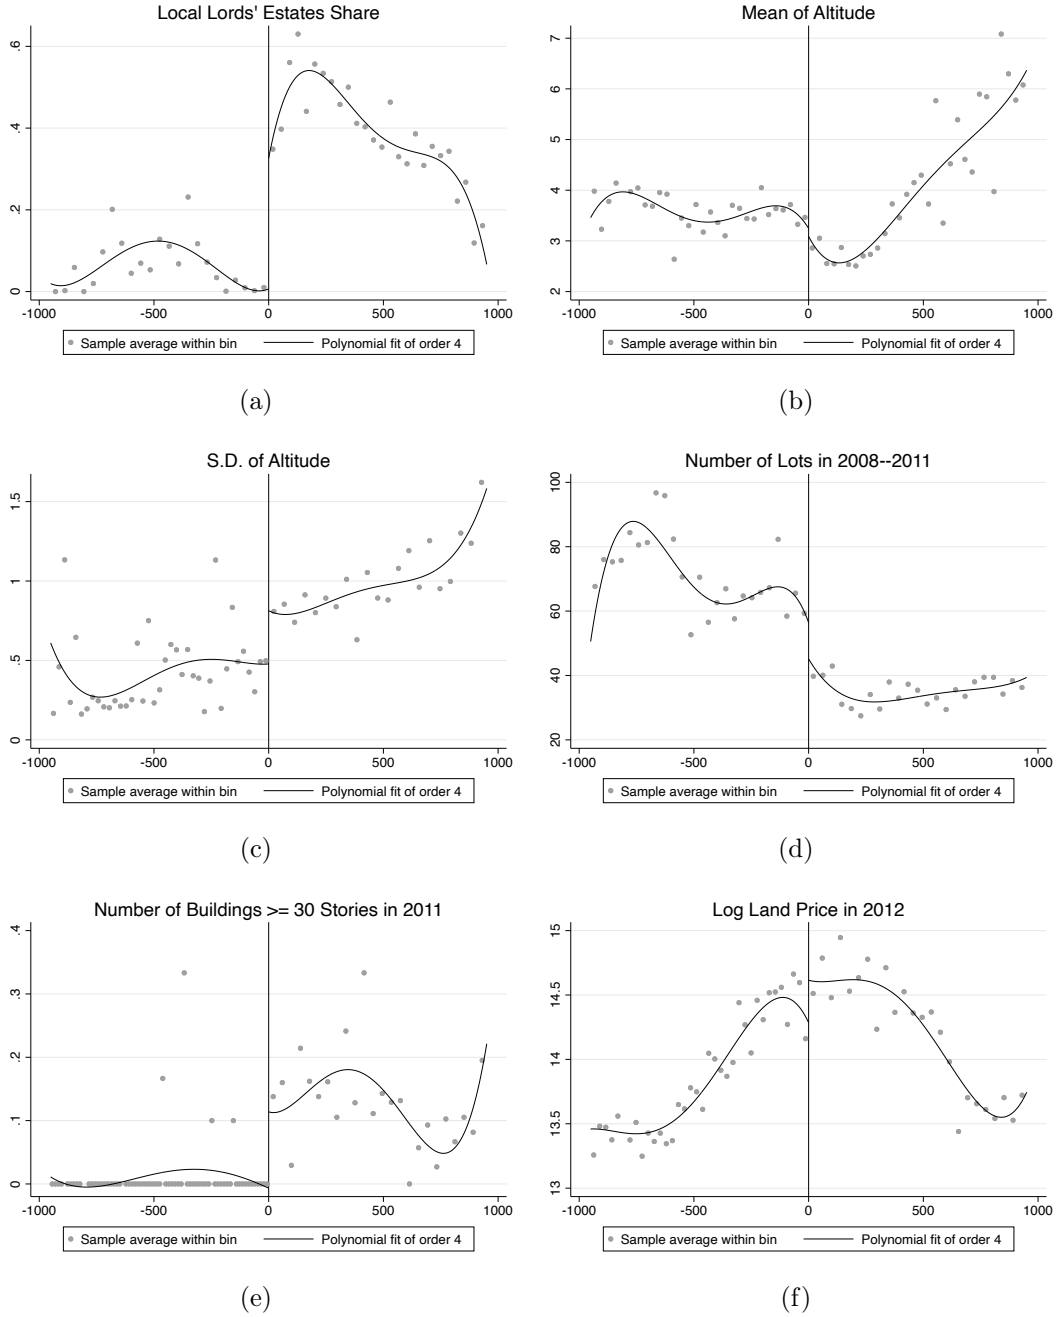 Local Lords' Estates Share
.6
.4
.2
0
-1000 -500 0 500 1000
Sample average within bin Polynomial fit of order 4
(a)
Mean of Altitude
7
6
5
4
3
2
-1000 -500 0 500 1000
Sample average within bin Polynomial fit of order 4
(b)
S.D. of Altitude
1.5
1
.5
0
-1000 -500 0 500 1000
Sample average within bin Polynomial fit of order 4
(c)
Number of Lots in 2008--2011
100
80
60
40
20
-1000 -500 0 500 1000
Sample average within bin Polynomial fit of order 4
(d)
Number of Buildings >= 30 Stories in 2011
.4
.3
.2
.1
0
-1000 -500 0 500 1000
Sample average within bin Polynomial fit of order 4
(e)
Log Land Price in 2012
15
14.5
14
13.5
13
-1000 -500 0 500 1000
Sample average within bin Polynomial fit of order 4
(f)